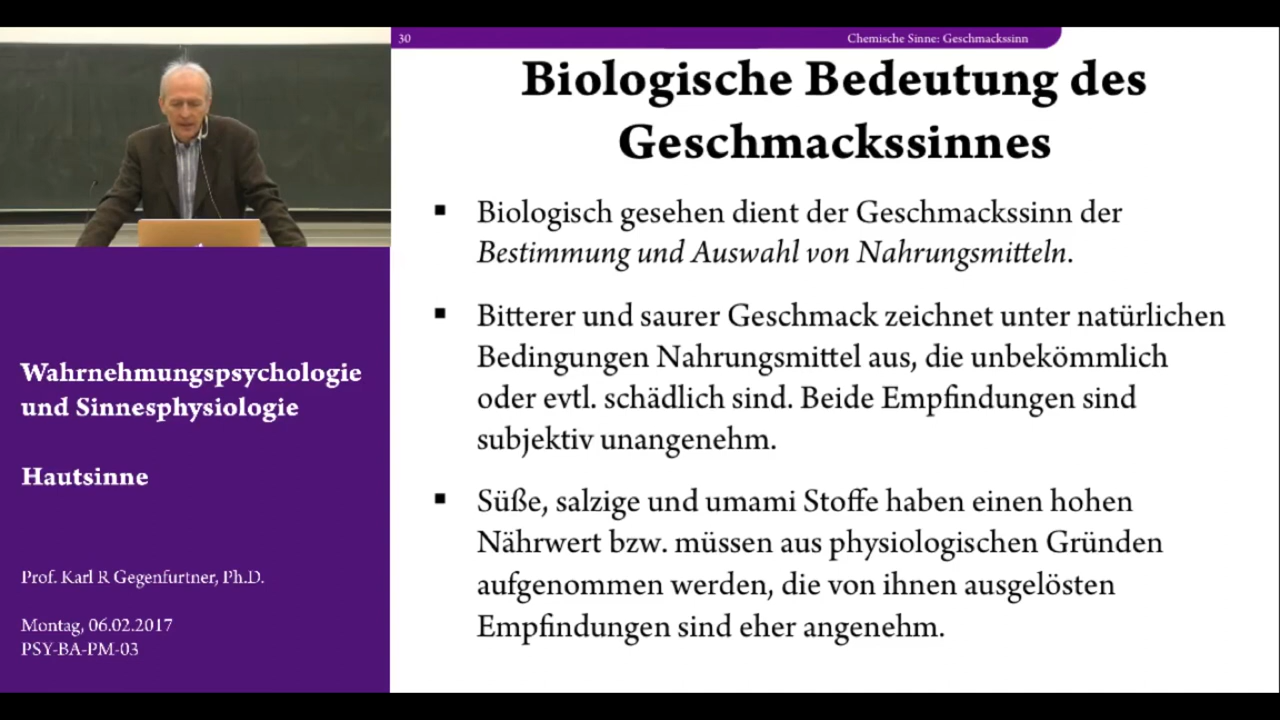 30
Chemische Sinne: Geschmackssinn
Biologische Bedeutung des
Geschmackssinnes
▪ Biologisch gesehen dient der Geschmackssinn der
Bestimmung und Auswahl von Nahrungsmitteln.
▪ Bitterer und saurer Geschmack zeichnet unter natürlichen
Bedingungen Nahrungsmittel aus, die unbekömmlich
oder evtl. schädlich sind. Beide Empfindungen sind
subjektiv unangenehm.
▪ Süße, salzige und umami Stoffe haben einen hohen
Nährwert bzw. müssen aus physiologischen Gründen
aufgenommen werden, die von ihnen ausgelösten
Empfindungen sind eher angenehm.
Wahrnehmungspsychologie
und Sinnesphysiologie
Hautsinne
Prof. Karl R Gegenfurtner, Ph.D.
Montag, 06.02.2017
PSY-BA-PM-03